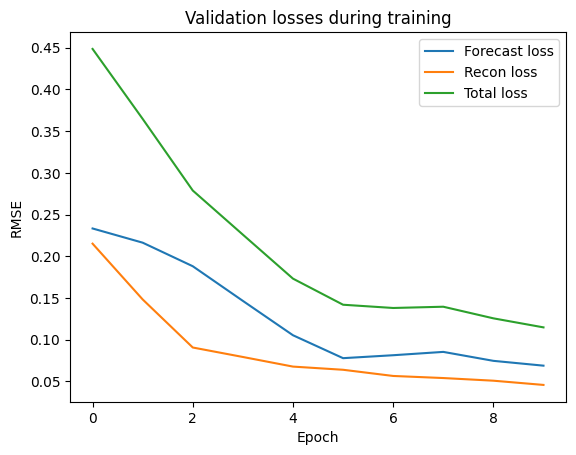 Validation losses during training
Forecast loss
Recon loss
Total loss
RMSE
0.45
0.40
0.35
0.30
0.25
0.20
0.15
0.10
0.05
0 2 4 6 8
Epoch